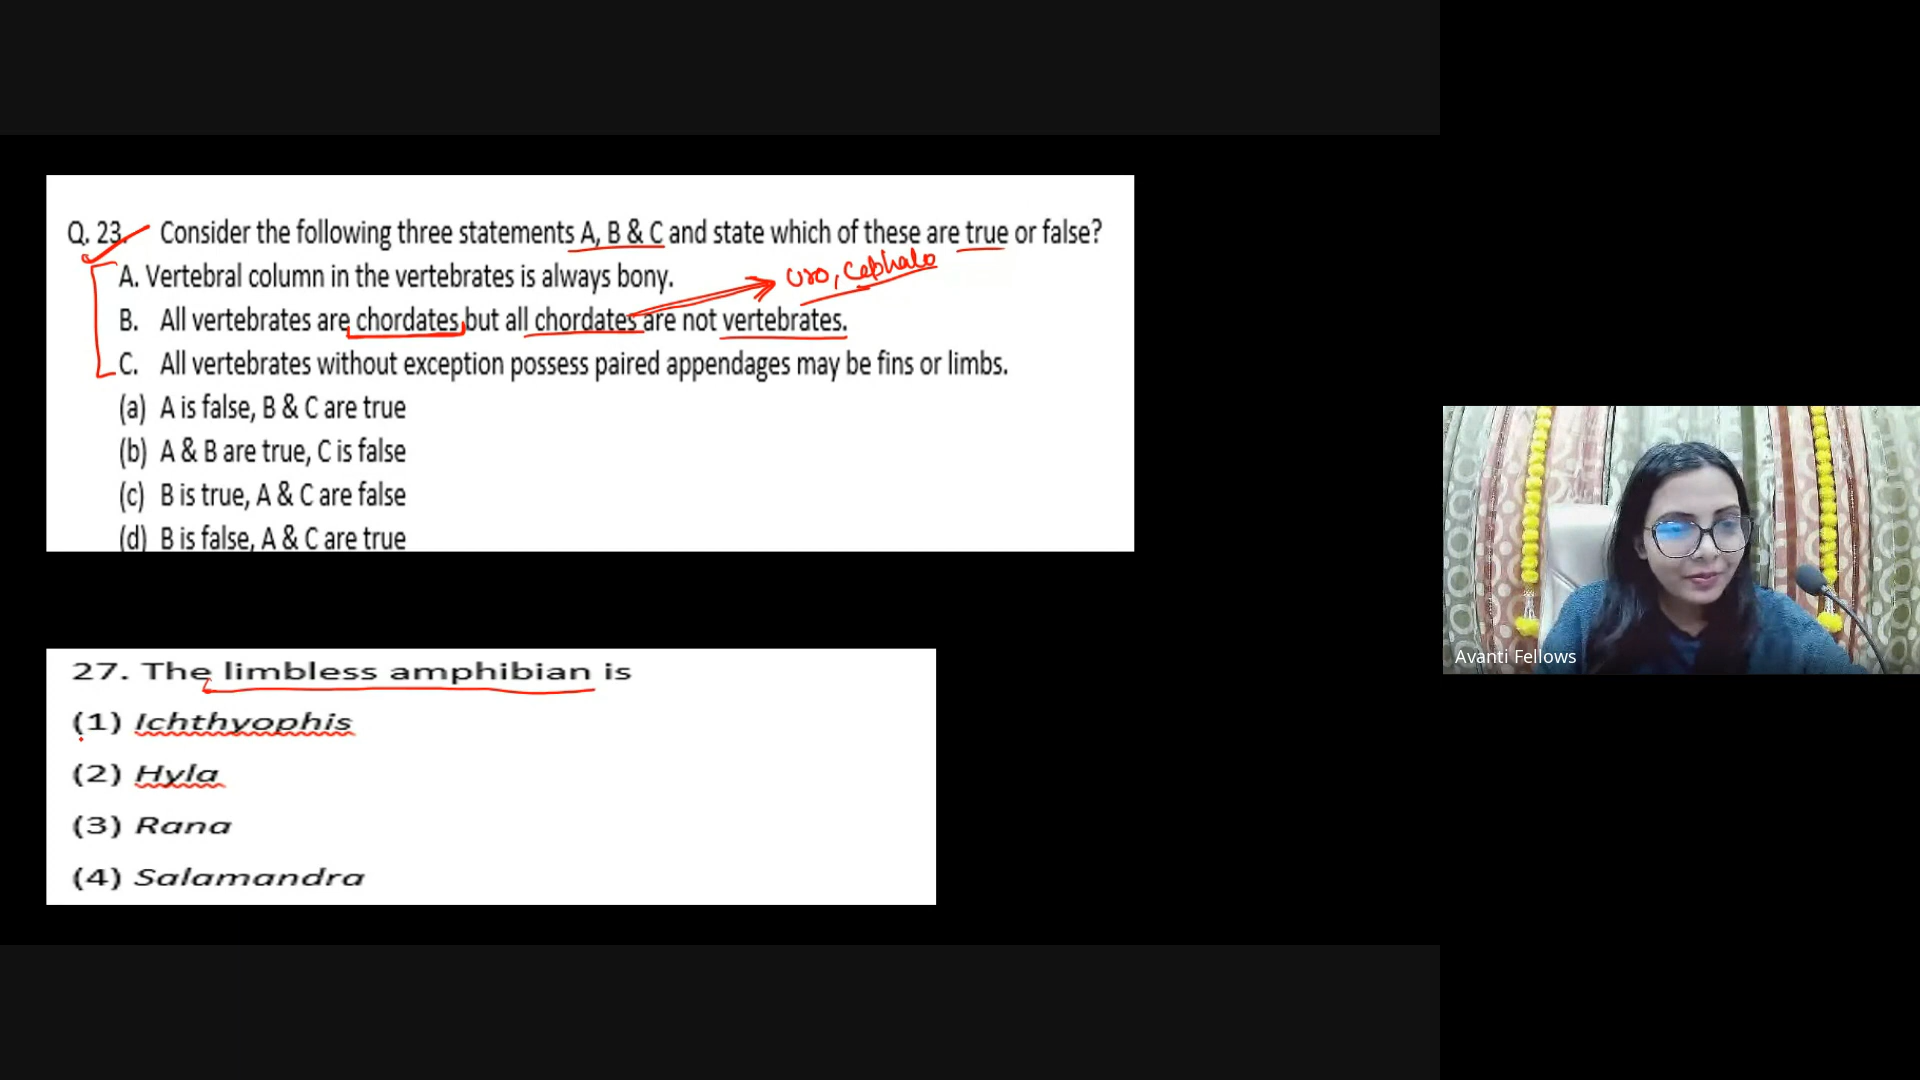 Q. 23. Consider the following three statements A, B & C and state which of these are true or false?
A. Vertebral column in the vertebrates is always bony.
uro, Cephalo
B. All vertebrates are chordates, but all chordates are not vertebrates.
C. All vertebrates without exception possess paired appendages may be fins or limbs.
(a) A is false, B & C are true
(b) A & B are true, C is false
(c) B is true, A & C are false
(d) B is false, A & C are true
27. The limbless amphibian is
(1) Ichthyophis
(2) Hyla
(3) Rana
(4) Salamandra
Avanti Fellows